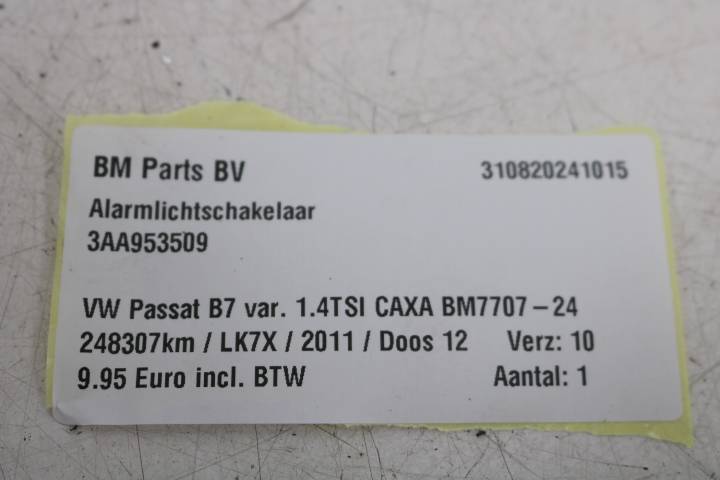 BM Parts BV 310820241015
Alarmlichtschakelaar
3AA953509
VW Passat B7 var. 1.4TSI CAXA BM7707-24
248307km / LK7X / 2011 / Doos 12 Verz: 10
9.95 Euro incl. BTW Aantal: 1